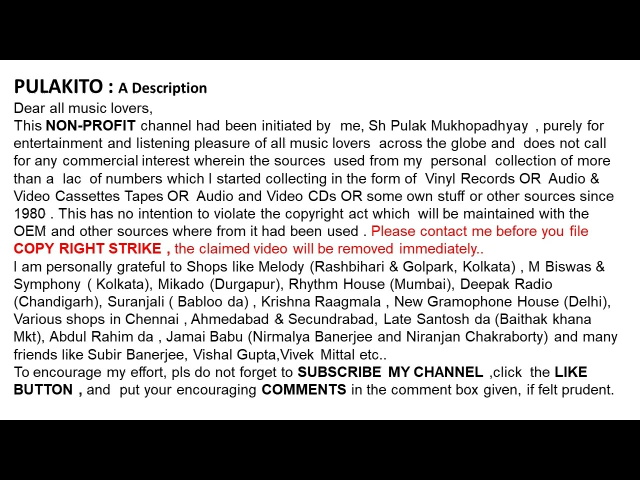 PULAKITO : A Description
Dear all music lovers,
This NON-PROFIT channel had been initiated by me, Sh Pulak Mukhopadhyay , purely for
entertainment and listening pleasure of all music lovers across the globe and does not call
for any commercial interest wherein the sources used from my personal collection of more
than a lac of numbers which I started collecting in the form of Vinyl Records OR Audio &
Video Cassettes Tapes OR Audio and Video CDs OR some own stuff or other sources since
1980 . This has no intention to violate the copyright act which will be maintained with the
OEM and other sources where from it had been used . Please contact me before you file
COPY RIGHT STRIKE , the claimed video will be removed immediately..
I am personally grateful to Shops like Melody (Rashbihari & Golpark, Kolkata) , M Biswas &
Symphony ( Kolkata), Mikado (Durgapur), Rhythm House (Mumbai), Deepak Radio
(Chandigarh), Suranjali ( Babloo da) , Krishna Raagmala , New Gramophone House (Delhi),
Various shops in Chennai , Ahmedabad & Secundrabad, Late Santosh da (Baithak khana
Mkt), Abdul Rahim da , Jamai Babu (Nirmalya Banerjee and Niranjan Chakraborty) and many
friends like Subir Banerjee, Vishal Gupta,Vivek Mittal etc..
To encourage my effort, pls do not forget to SUBSCRIBE MY CHANNEL ,click the LIKE
BUTTON , and put your encouraging COMMENTS in the comment box given, if felt prudent.